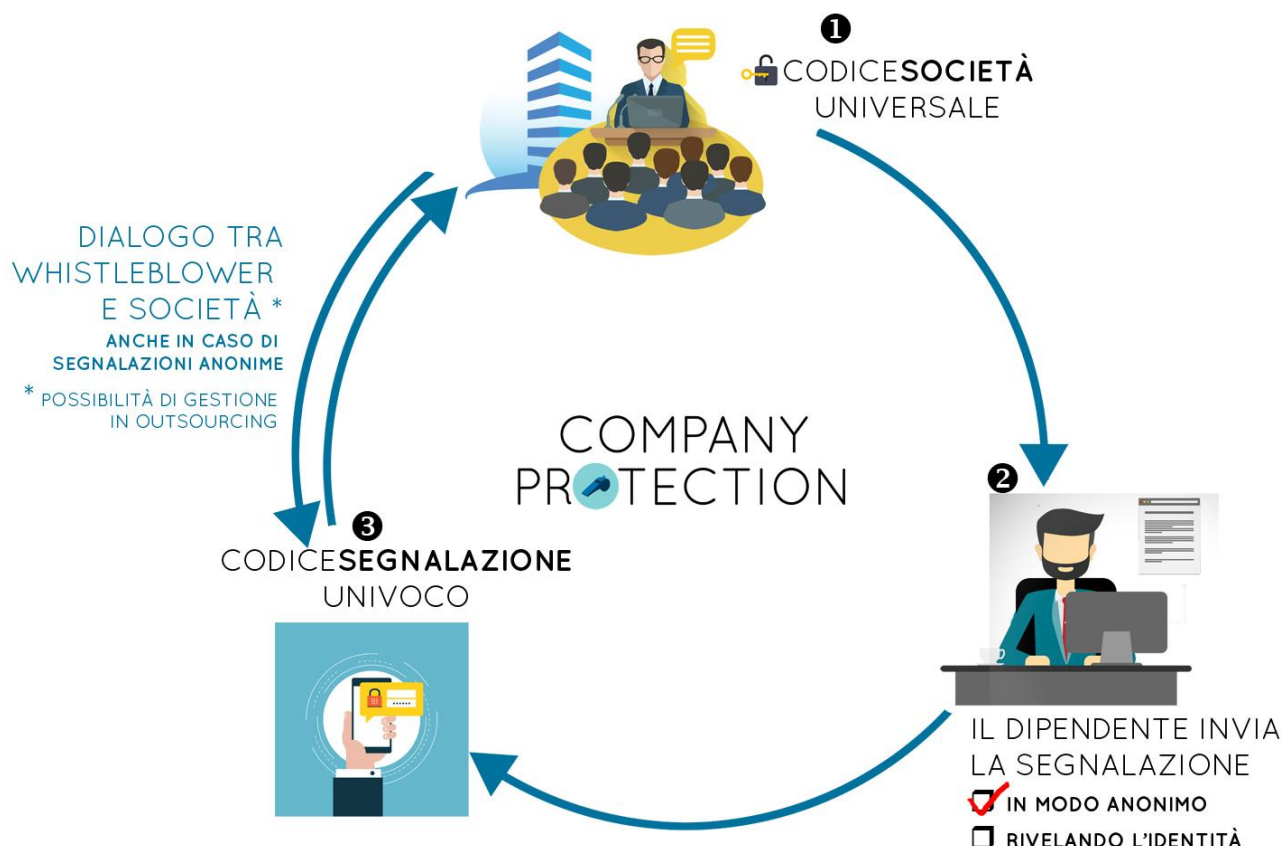 ❶
CODICESOCIETÀ
UNIVERSALE
DIALOGO TRA
WHISTLEBLOWER
E SOCIETÀ *
ANCHE IN CASO DI
SEGNALAZIONI ANONIME
* POSSIBILITÀ DI GESTIONE
IN OUTSOURCING
COMPANY
PROTECTION
❷
IL DIPENDENTE INVIA
LA SEGNALAZIONE
IN MODO ANONIMO
RIVELANDO L'IDENTITÀ
❸
CODICESEGNALAZIONE
UNIVOCO